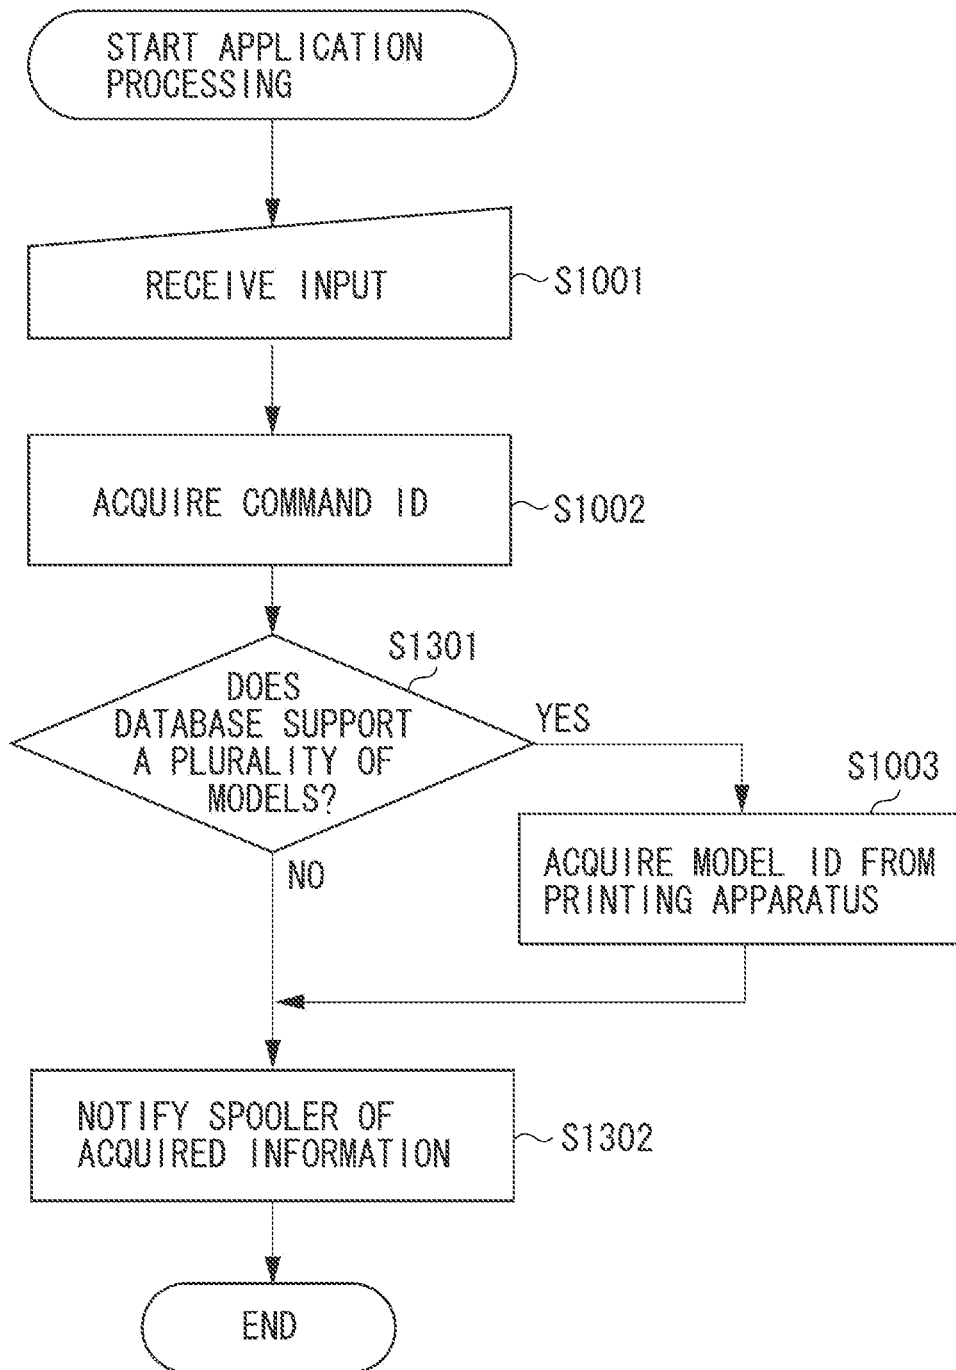 START APPLICATION
PROCESSING
RECEIVE INPUT
S1001
ACQUIRE COMMAND ID
S1002
S1301
DOES
DATABASE SUPPORT
A PLURALITY OF
MODELS?
YES
NO
S1003
ACQUIRE MODEL ID FROM
PRINTING APPARATUS
NOTIFY SPOOLER OF
ACQUIRED INFORMATION
S1302
END